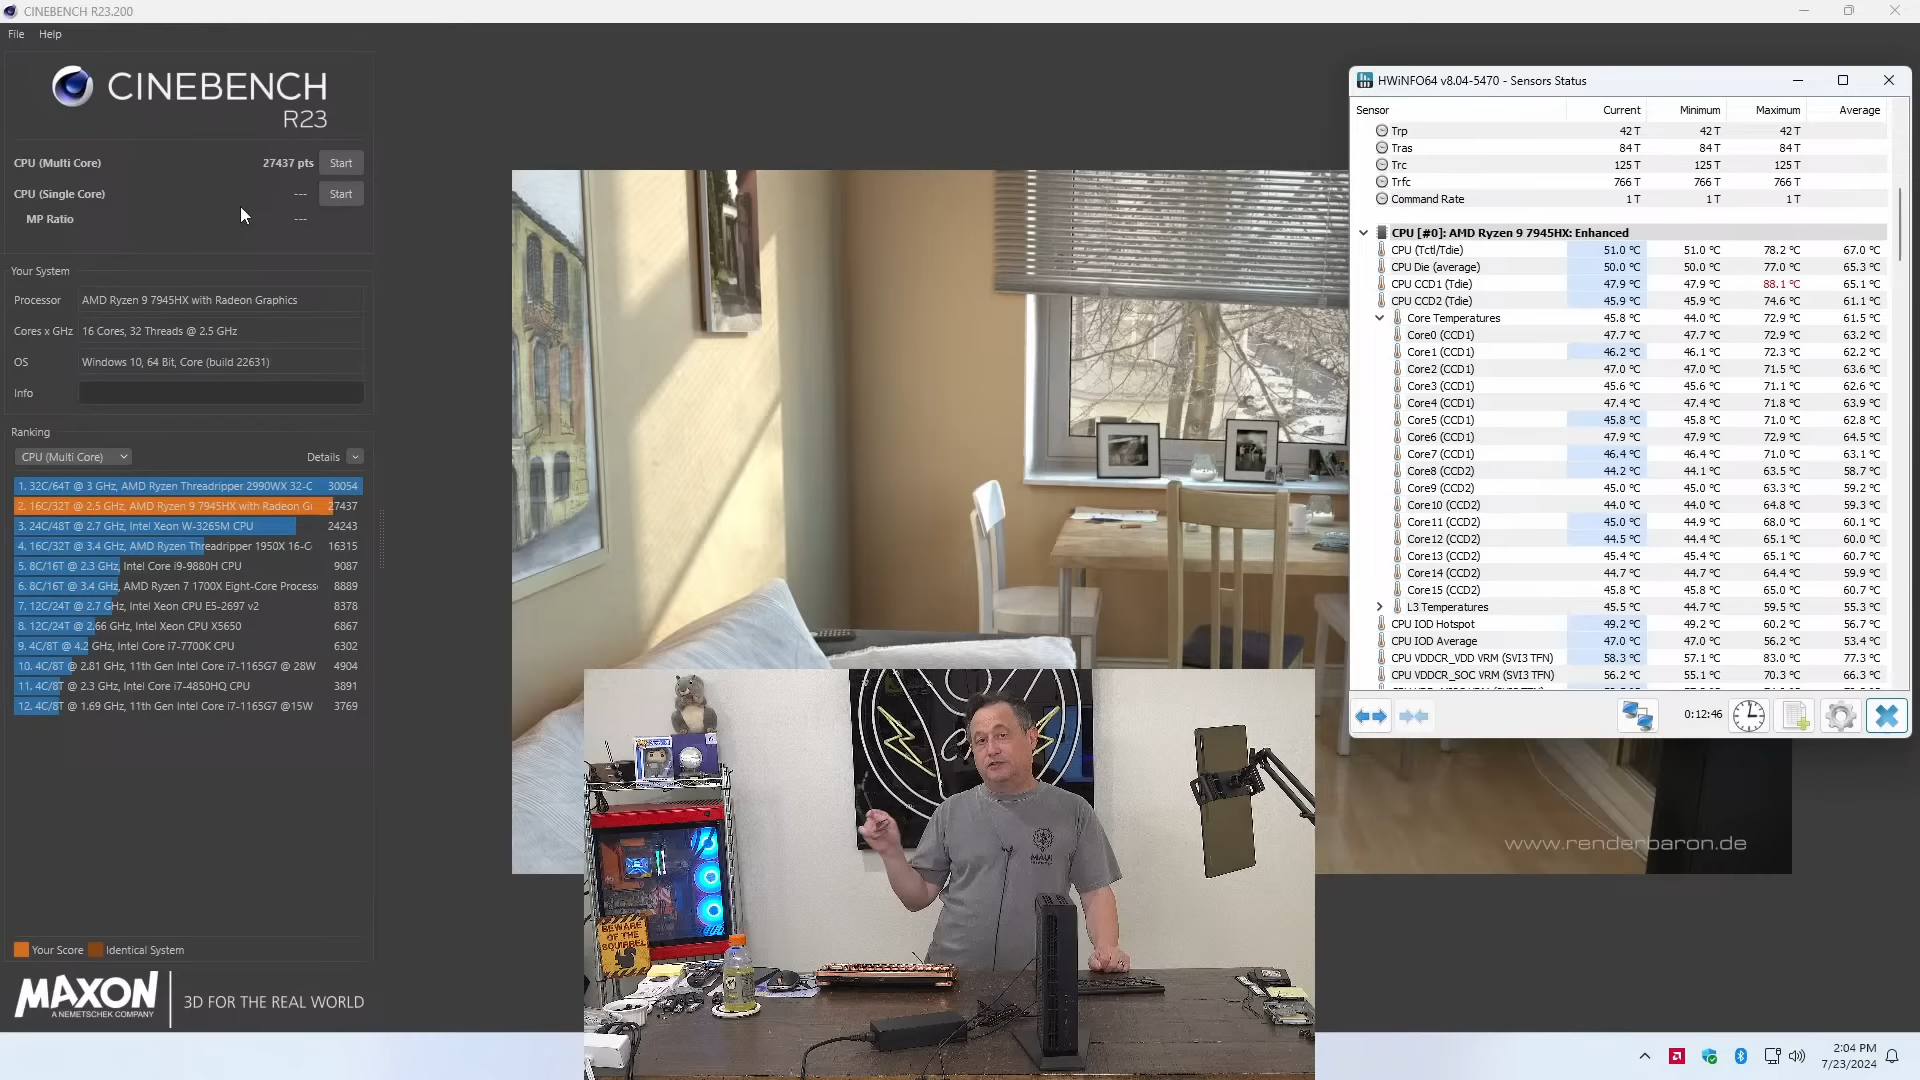 CINEBENCH R23.200
File Help
CINEBENCH
R23
CPU (Multi Core) 27437 pts Start
CPU (Single Core) --- Start
MP Ratio ---
Your System
Processor AMD Ryzen 9 7945HX with Radeon Graphics
Cores x GHz 16 Cores, 32 Threads @ 2.5 GHz
OS Windows 10, 64 Bit, Core (build 22631)
Info
Ranking
CPU (Multi Core) Details
1. 32C/64T @ 3 GHz, AMD Ryzen Threadripper 2990WX 32-C 30054
2. 16C/32T @ 2.5 GHz, AMD Ryzen 9 7945HX with Radeon Gi 27437
3. 24C/48T @ 2.7 GHz, Intel Xeon W-3265M CPU 24243
4. 16C/32T @ 3.4 GHz, AMD Ryzen Threadripper 1950X 16-C 16315
5. 8C/16T @ 2.3 GHz, Intel Core i9-9880H CPU 9087
6. 8C/16T @ 3.4 GHz, AMD Ryzen 7 1700X Eight-Core Process 8889
7. 12C/24T @ 2.7 GHz, Intel Xeon CPU E5-2697 v2 8378
8. 12C/24T @ 2.66 GHz, Intel Xeon CPU X5650 6867
9. 4C/8T @ 4.2 GHz, Intel Core i7-7700K CPU 6302
10. 4C/8T @ 2.81 GHz, 11th Gen Intel Core i7-1165G7 @ 28W 4904
11. 4C/8T @ 2.3 GHz, Intel Core i7-4850HQ CPU 3891
12. 4C/8T @ 1.69 GHz, 11th Gen Intel Core i7-1165G7 @15W 3769
Your Score Identical System
MAXON
A NEMETSCHEK COMPANY
3D FOR THE REAL WORLD
HWiNFO64 v8.04-5470 - Sensors Status
Sensor Current Minimum Maximum Average
Trp 42 T 42 T 42 T
Tras 84 T 84 T 84 T
Trc 125 T 125 T 125 T
Trfc 766 T 766 T 766 T
Command Rate 1 T 1 T 1 T
CPU [#0]: AMD Ryzen 9 7945HX: Enhanced
CPU (Tctl/Tdie) 51.0 °C 51.0 °C 78.2 °C 67.0 °C
CPU Die (average) 50.0 °C 50.0 °C 77.0 °C 65.3 °C
CPU CCD1 (Tdie) 47.9 °C 47.9 °C 88.1 °C 65.1 °C
CPU CCD2 (Tdie) 45.9 °C 45.9 °C 74.6 °C 61.1 °C
Core Temperatures 45.8 °C 44.0 °C 72.9 °C 61.5 °C
Core0 (CCD1) 47.7 °C 47.7 °C 72.9 °C 63.2 °C
Core1 (CCD1) 46.2 °C 46.1 °C 72.3 °C 62.2 °C
Core2 (CCD1) 47.0 °C 47.0 °C 71.5 °C 63.6 °C
Core3 (CCD1) 45.6 °C 45.6 °C 71.1 °C 62.6 °C
Core4 (CCD1) 47.4 °C 47.4 °C 71.8 °C 63.9 °C
Core5 (CCD1) 45.8 °C 45.8 °C 71.0 °C 62.8 °C
Core6 (CCD1) 47.9 °C 47.9 °C 72.9 °C 64.5 °C
Core7 (CCD1) 46.4 °C 46.4 °C 71.0 °C 63.1 °C
Core8 (CCD2) 44.2 °C 44.1 °C 63.5 °C 58.7 °C
Core9 (CCD2) 45.0 °C 45.0 °C 63.3 °C 59.2 °C
Core10 (CCD2) 44.0 °C 44.0 °C 64.8 °C 59.3 °C
Core11 (CCD2) 45.0 °C 44.9 °C 68.0 °C 60.1 °C
Core12 (CCD2) 44.5 °C 44.4 °C 65.1 °C 60.0 °C
Core13 (CCD2) 45.4 °C 45.4 °C 65.1 °C 60.7 °C
Core14 (CCD2) 44.7 °C 44.7 °C 64.4 °C 59.9 °C
Core15 (CCD2) 45.8 °C 45.8 °C 65.0 °C 60.7 °C
L3 Temperatures 45.5 °C 44.7 °C 59.5 °C 55.3 °C
CPU IOD Hotspot 49.2 °C 49.2 °C 60.2 °C 56.7 °C
CPU IOD Average 47.0 °C 47.0 °C 56.2 °C 53.4 °C
CPU VDDCR_VDD VRM (SVI3 TFN) 58.3 °C 57.1 °C 83.0 °C 77.3 °C
CPU VDDCR_SOC VRM (SVI3 TFN) 56.2 °C 55.1 °C 70.3 °C 66.3 °C
0:12:46
www.renderbaron.de
BEWARE
OF THE
SQUIRREL
MAUI
2:04 PM
7/23/2024